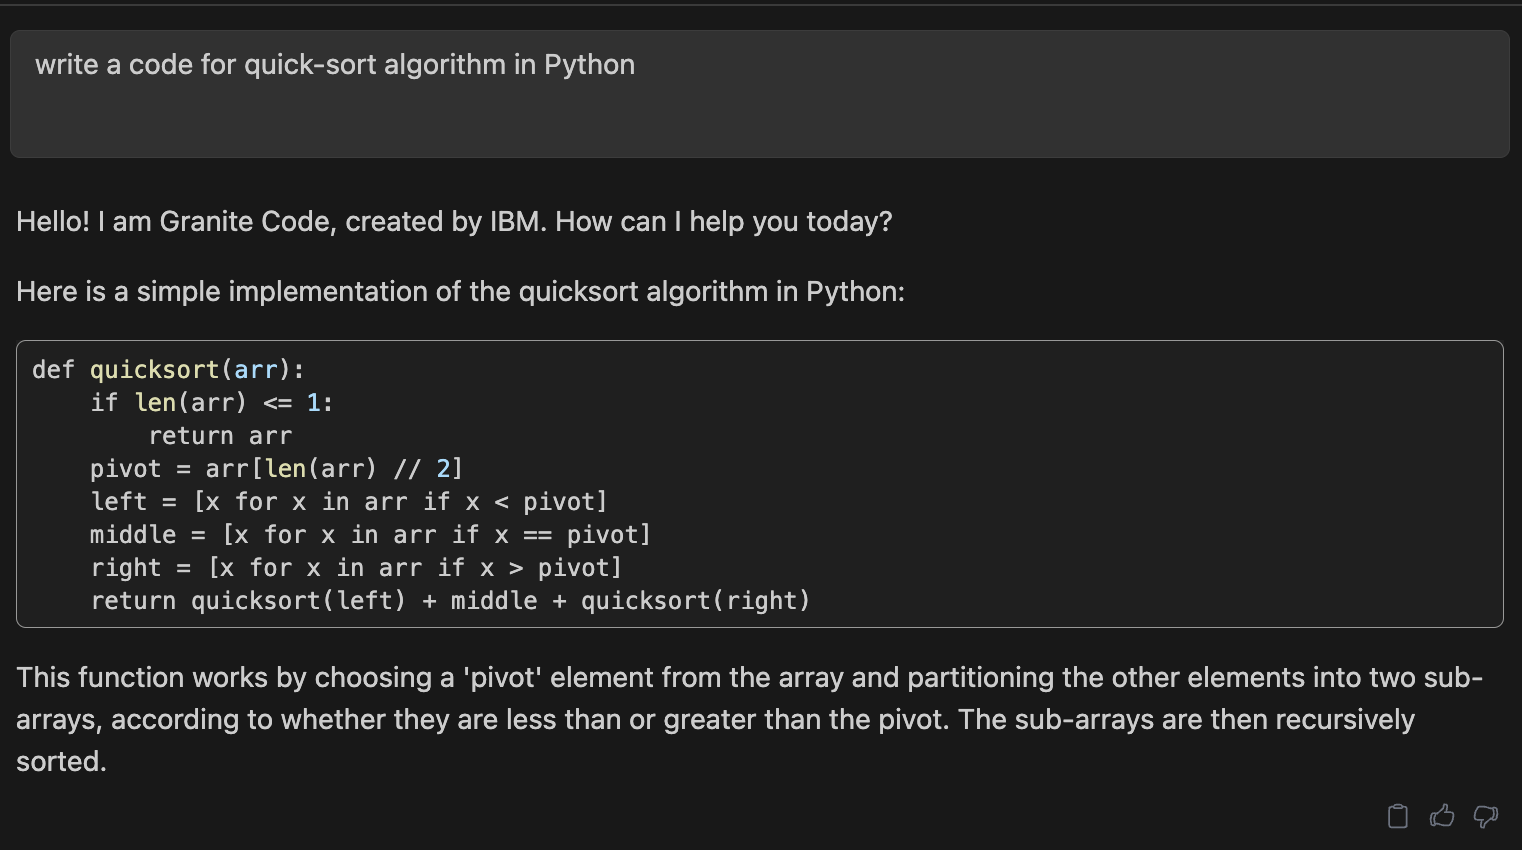 write a code for quick-sort algorithm in Python
Hello! I am Granite Code, created by IBM. How can I help you today?
Here is a simple implementation of the quicksort algorithm in Python:
def quicksort(arr):
    if len(arr) <= 1:
        return arr
    pivot = arr[len(arr) // 2]
    left = [x for x in arr if x < pivot]
    middle = [x for x in arr if x == pivot]
    right = [x for x in arr if x > pivot]
    return quicksort(left) + middle + quicksort(right)
This function works by choosing a 'pivot' element from the array and partitioning the other elements into two sub-
arrays, according to whether they are less than or greater than the pivot. The sub-arrays are then recursively
sorted.